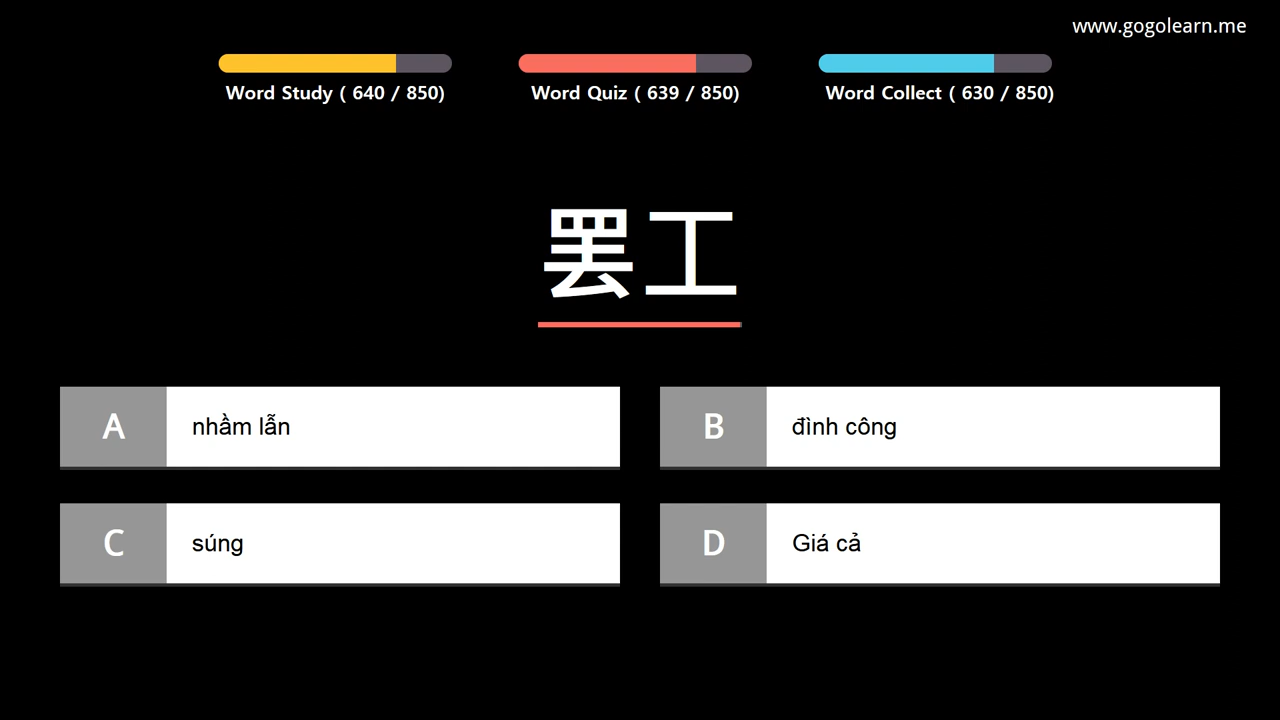 www.gogolearn.me
Word Study ( 640 / 850)
Word Quiz ( 639 / 850)
Word Collect ( 630 / 850)
罢工
A nhầm lẫn
B đình công
C súng
D Giá cả